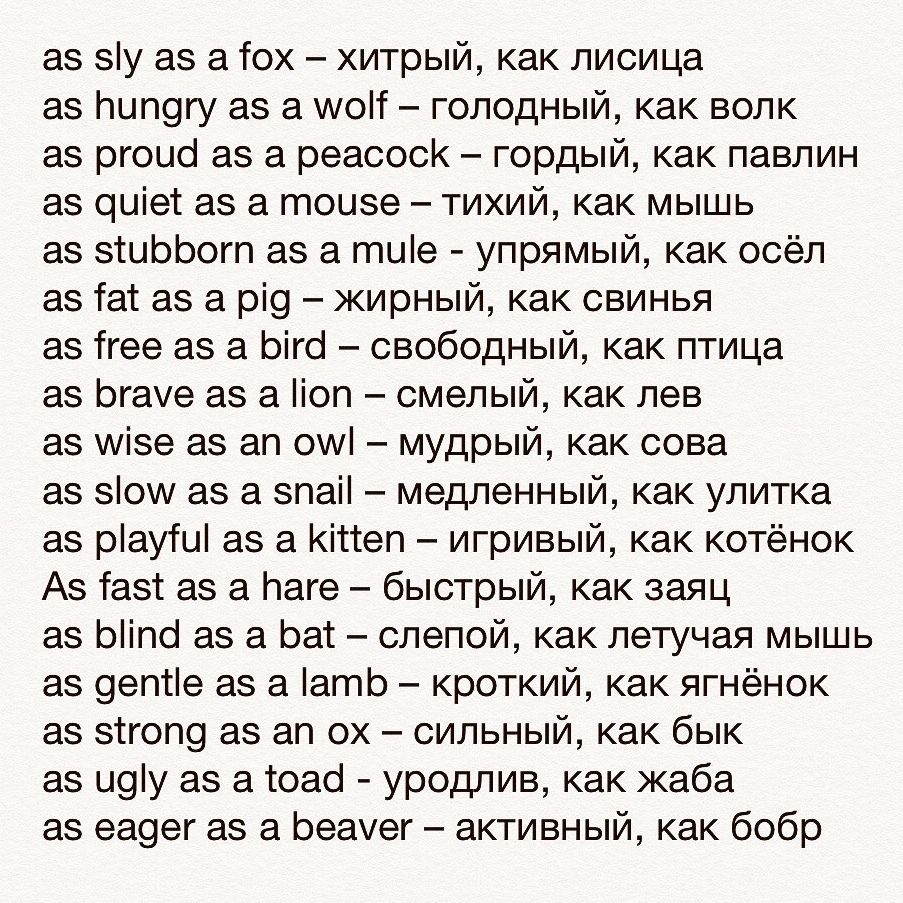 as sly as a fox – хитрый, как лисица
as hungry as a wolf – голодный, как волк
as proud as a peacock – гордый, как павлин
as quiet as a mouse – тихий, как мышь
as stubborn as a mule - упрямый, как осёл
as fat as a pig – жирный, как свинья
as free as a bird – свободный, как птица
as brave as a lion – смелый, как лев
as wise as an owl – мудрый, как сова
as slow as a snail – медленный, как улитка
as playful as a kitten – игривый, как котёнок
As fast as a hare – быстрый, как заяц
as blind as a bat – слепой, как летучая мышь
as gentle as a lamb – кроткий, как ягнёнок
as strong as an ox – сильный, как бык
as ugly as a toad - уродлив, как жаба
as eager as a beaver – активный, как бобр